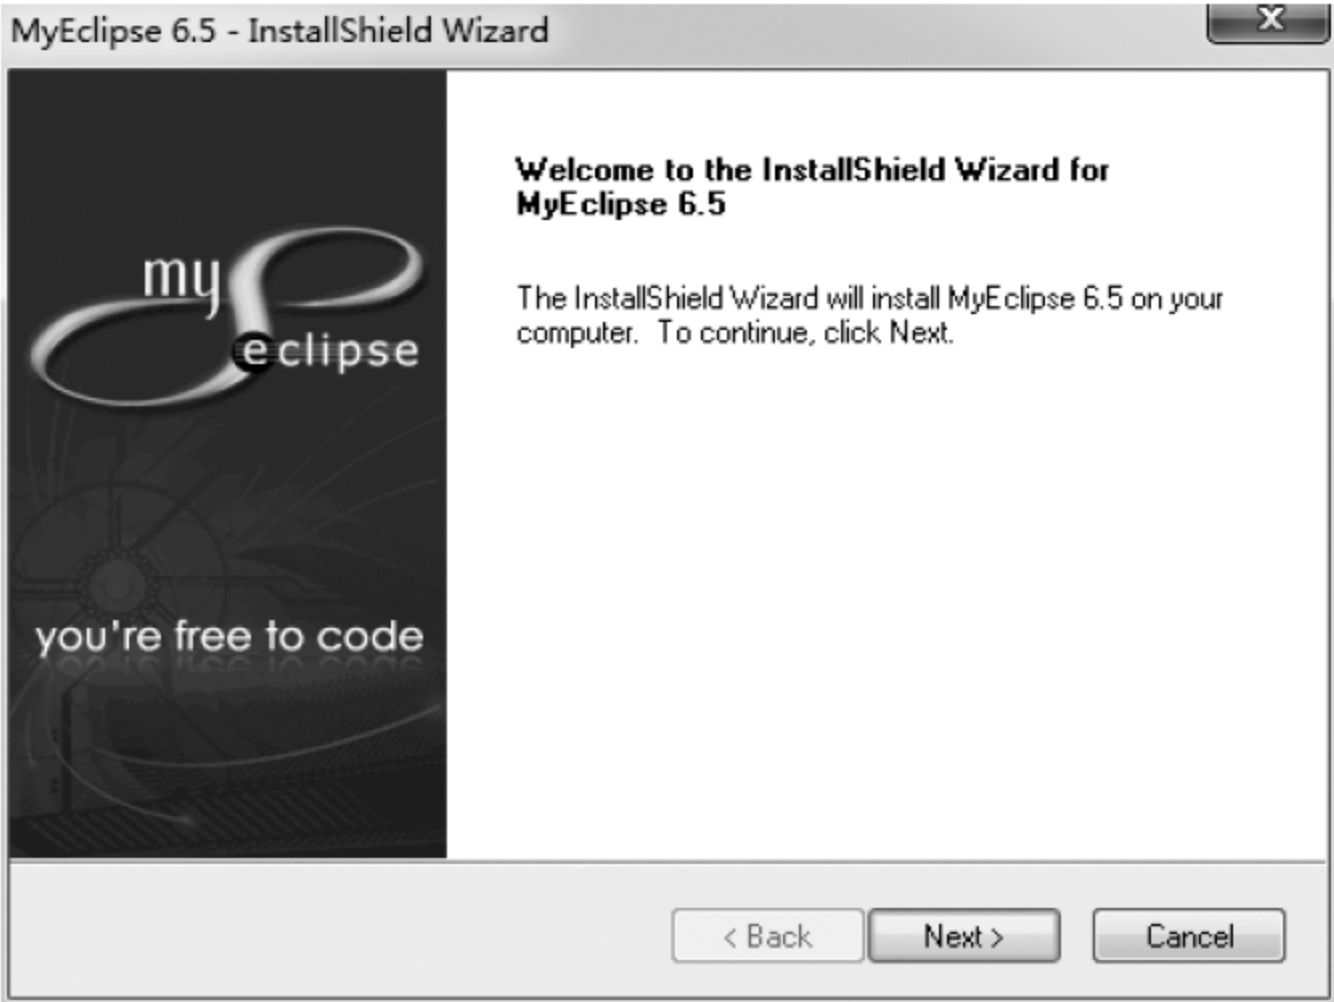 MyEclipse 6.5 - InstallShield Wizard
X
Welcome to the InstallShield Wizard for
MyEclipse 6.5
The InstallShield Wizard will install MyEclipse 6.5 on your
computer. To continue, click Next.
my
eclipse
you're free to code
< Back
Next >
Cancel